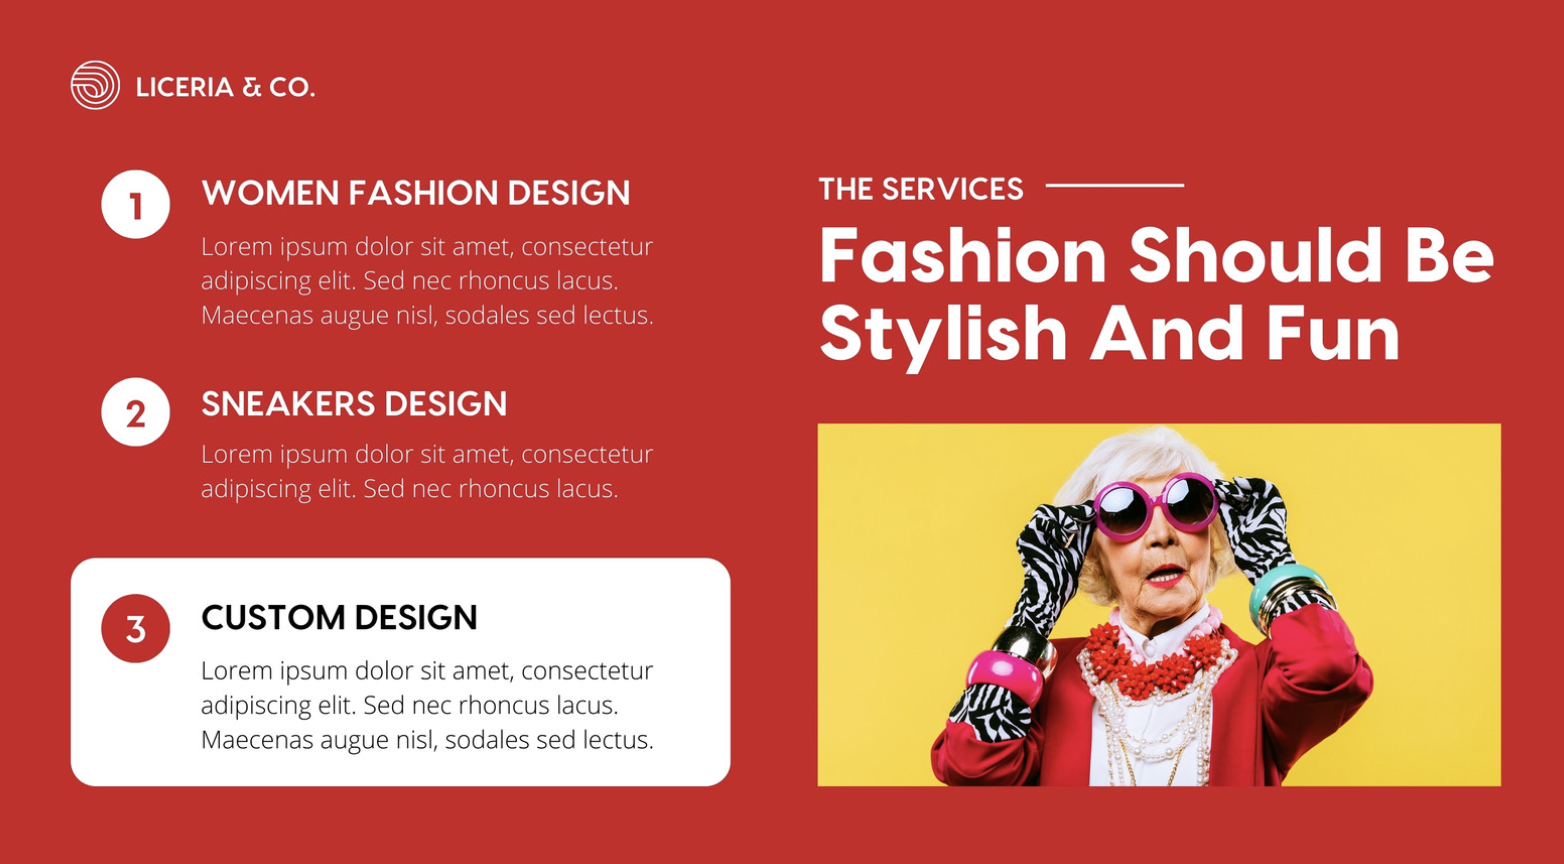 LICERIA & CO.
1
WOMEN FASHION DESIGN
Lorem ipsum dolor sit amet, consectetur
adipiscing elit. Sed nec rhoncus lacus.
Maecenas augue nisl, sodales sed lectus.
2
SNEAKERS DESIGN
Lorem ipsum dolor sit amet, consectetur
adipiscing elit. Sed nec rhoncus lacus.
3
CUSTOM DESIGN
Lorem ipsum dolor sit amet, consectetur
adipiscing elit. Sed nec rhoncus lacus.
Maecenas augue nisl, sodales sed lectus.
THE SERVICES
Fashion Should Be
Stylish And Fun